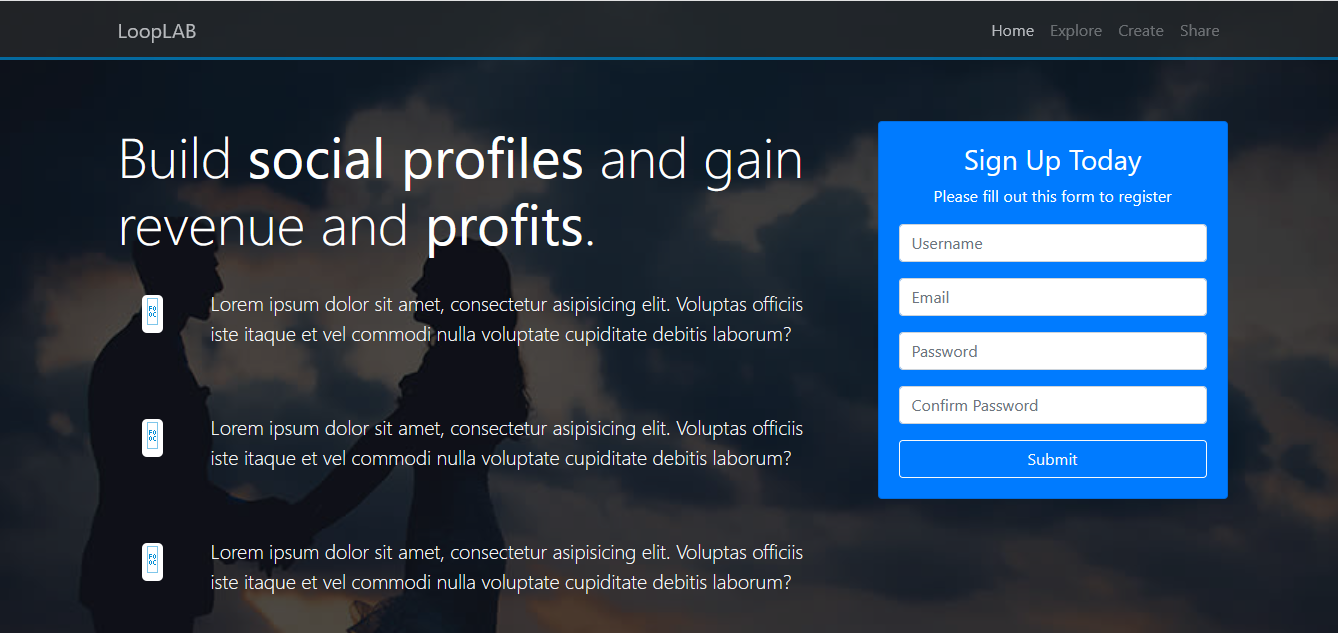 LoopLAB
Home Explore Create Share
Build social profiles and gain
revenue and profits.
Lorem ipsum dolor sit amet, consectetur asipisicing elit. Voluptas officiis
iste itaque et vel commodi nulla voluptate cupiditate debitis laborum?
Lorem ipsum dolor sit amet, consectetur asipisicing elit. Voluptas officiis
iste itaque et vel commodi nulla voluptate cupiditate debitis laborum?
Lorem ipsum dolor sit amet, consectetur asipisicing elit. Voluptas officiis
iste itaque et vel commodi nulla voluptate cupiditate debitis laborum?
Sign Up Today
Please fill out this form to register
Username
Email
Password
Confirm Password
Submit